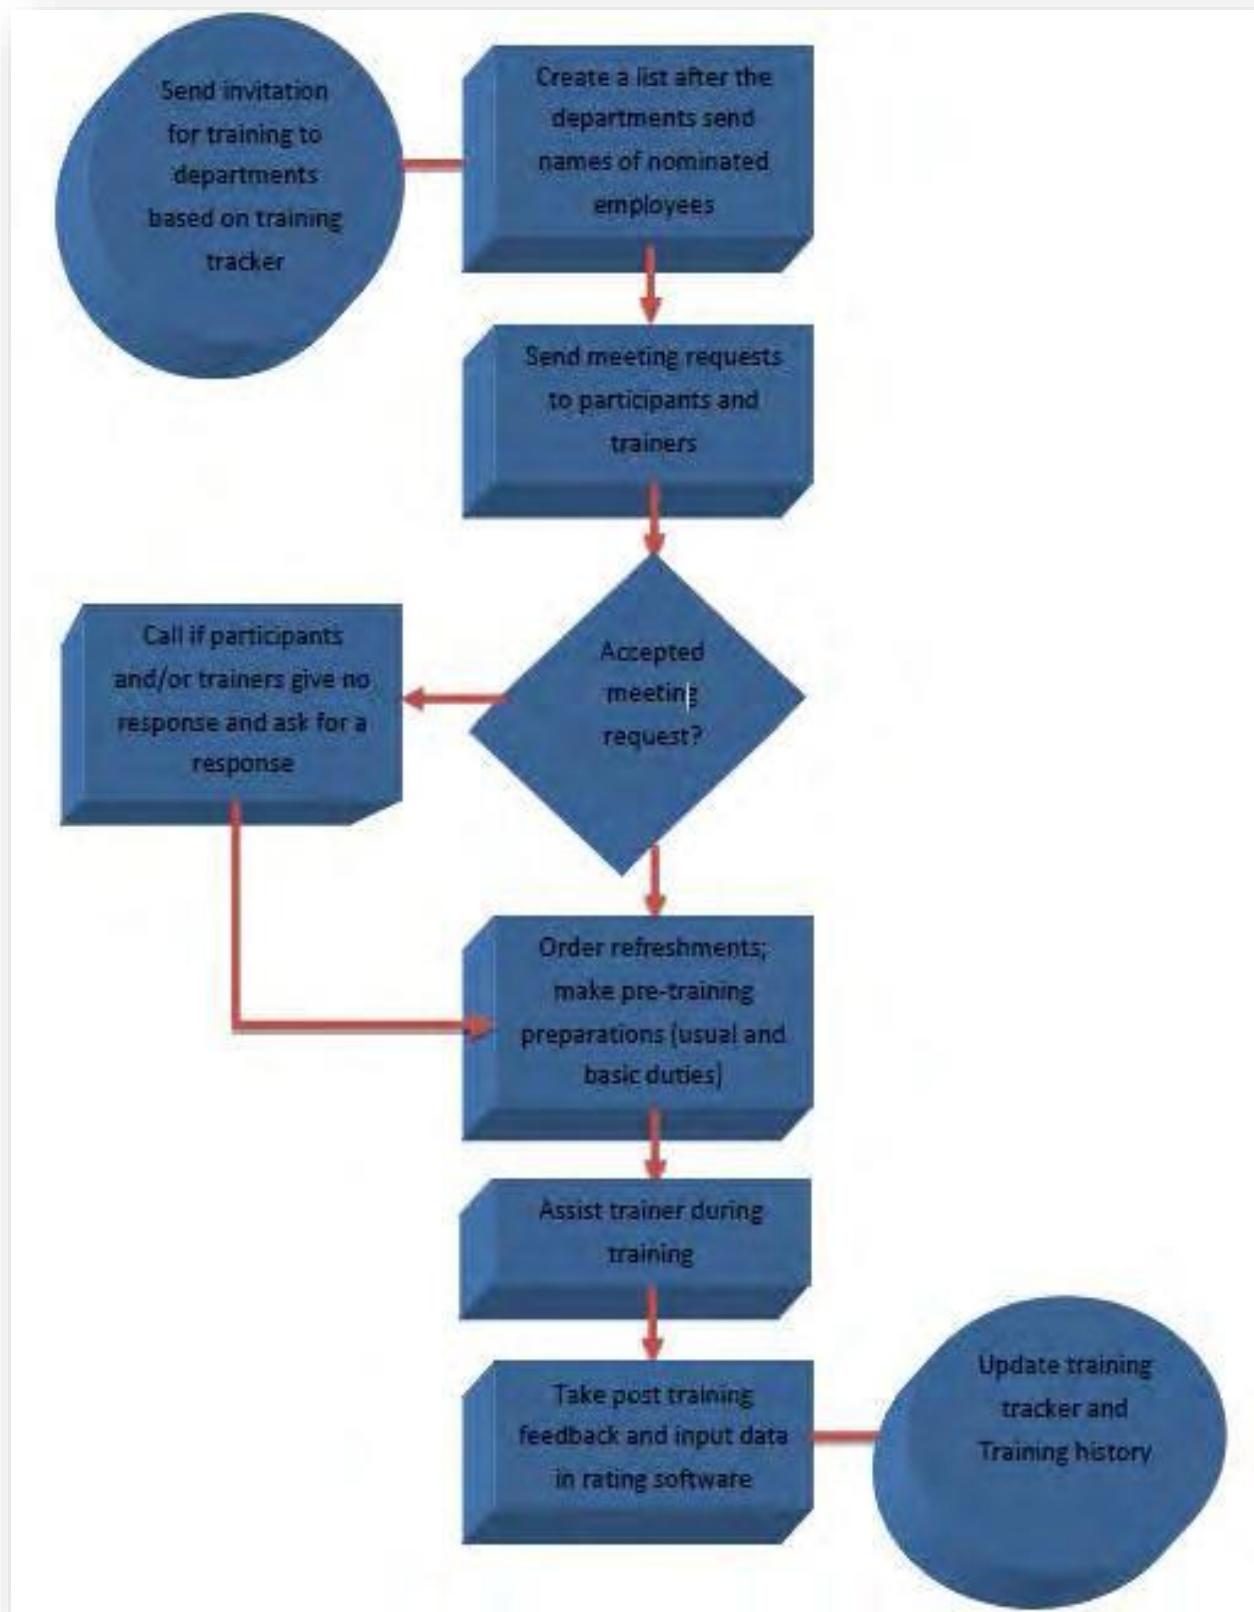 Send invitation
for training to
departments
based on training
tracker
Create a list after the
departments send
names of nominated
employees
Send meeting requests
to participants and
trainers
Accepted
meeting
request?
Call if participants
and/or trainers give no
response and ask for a
response
Order refreshments;
make pre-training
preparations (usual and
basic duties)
Assist trainer during
training
Take post training
feedback and input data
in rating software
Update training
tracker and
Training history